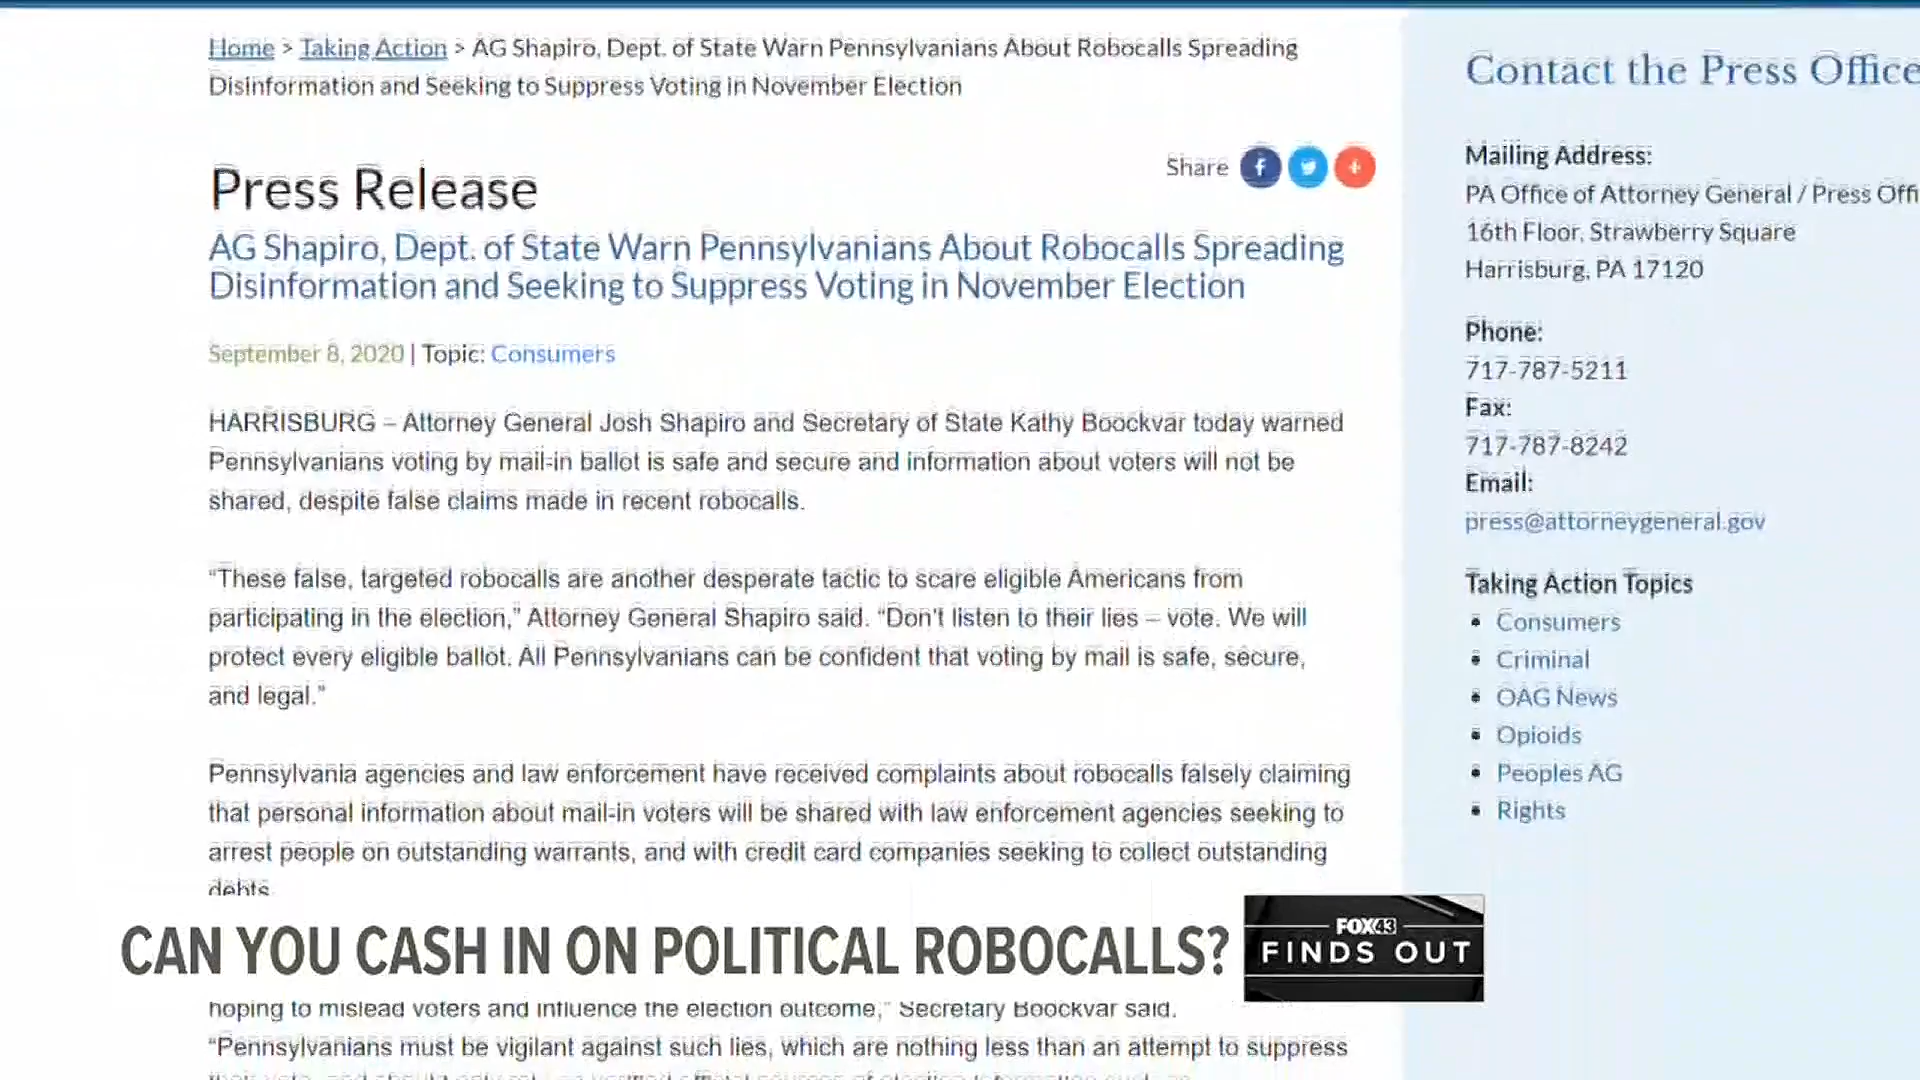 Home > Taking Action > AG Shapiro, Dept. of State Warn Pennsylvanians About Robocalls Spreading
Disinformation and Seeking to Suppress Voting in November Election
Share
Press Release
AG Shapiro, Dept. of State Warn Pennsylvanians About Robocalls Spreading
Disinformation and Seeking to Suppress Voting in November Election
September 8, 2020 | Topic: Consumers
HARRISBURG – Attorney General Josh Shapiro and Secretary of State Kathy Boockvar today warned
Pennsylvanians voting by mail-in ballot is safe and secure and information about voters will not be
shared, despite false claims made in recent robocalls.
“These false, targeted robocalls are another desperate tactic to scare eligible Americans from
participating in the election,” Attorney General Shapiro said. “Don't listen to their lies – vote. We will
protect every eligible ballot. All Pennsylvanians can be confident that voting by mail is safe, secure,
and legal.”
Pennsylvania agencies and law enforcement have received complaints about robocalls falsely claiming
that personal information about mail-in voters will be shared with law enforcement agencies seeking to
arrest people on outstanding warrants, and with credit card companies seeking to collect outstanding
debts.
CAN YOU CASH IN ON POLITICAL ROBOCALLS?
FOX43
FINDS OUT
hoping to mislead voters and influence the election outcome,” Secretary Boockvar said.
“Pennsylvanians must be vigilant against such lies, which are nothing less than an attempt to suppress
Contact the Press Office
Mailing Address:
PA Office of Attorney General / Press Offi
16th Floor, Strawberry Square
Harrisburg, PA 17120
Phone:
717-787-5211
Fax:
717-787-8242
Email:
press@attorneygeneral.gov
Taking Action Topics
Consumers
Criminal
OAG News
Opioids
Peoples AG
Rights